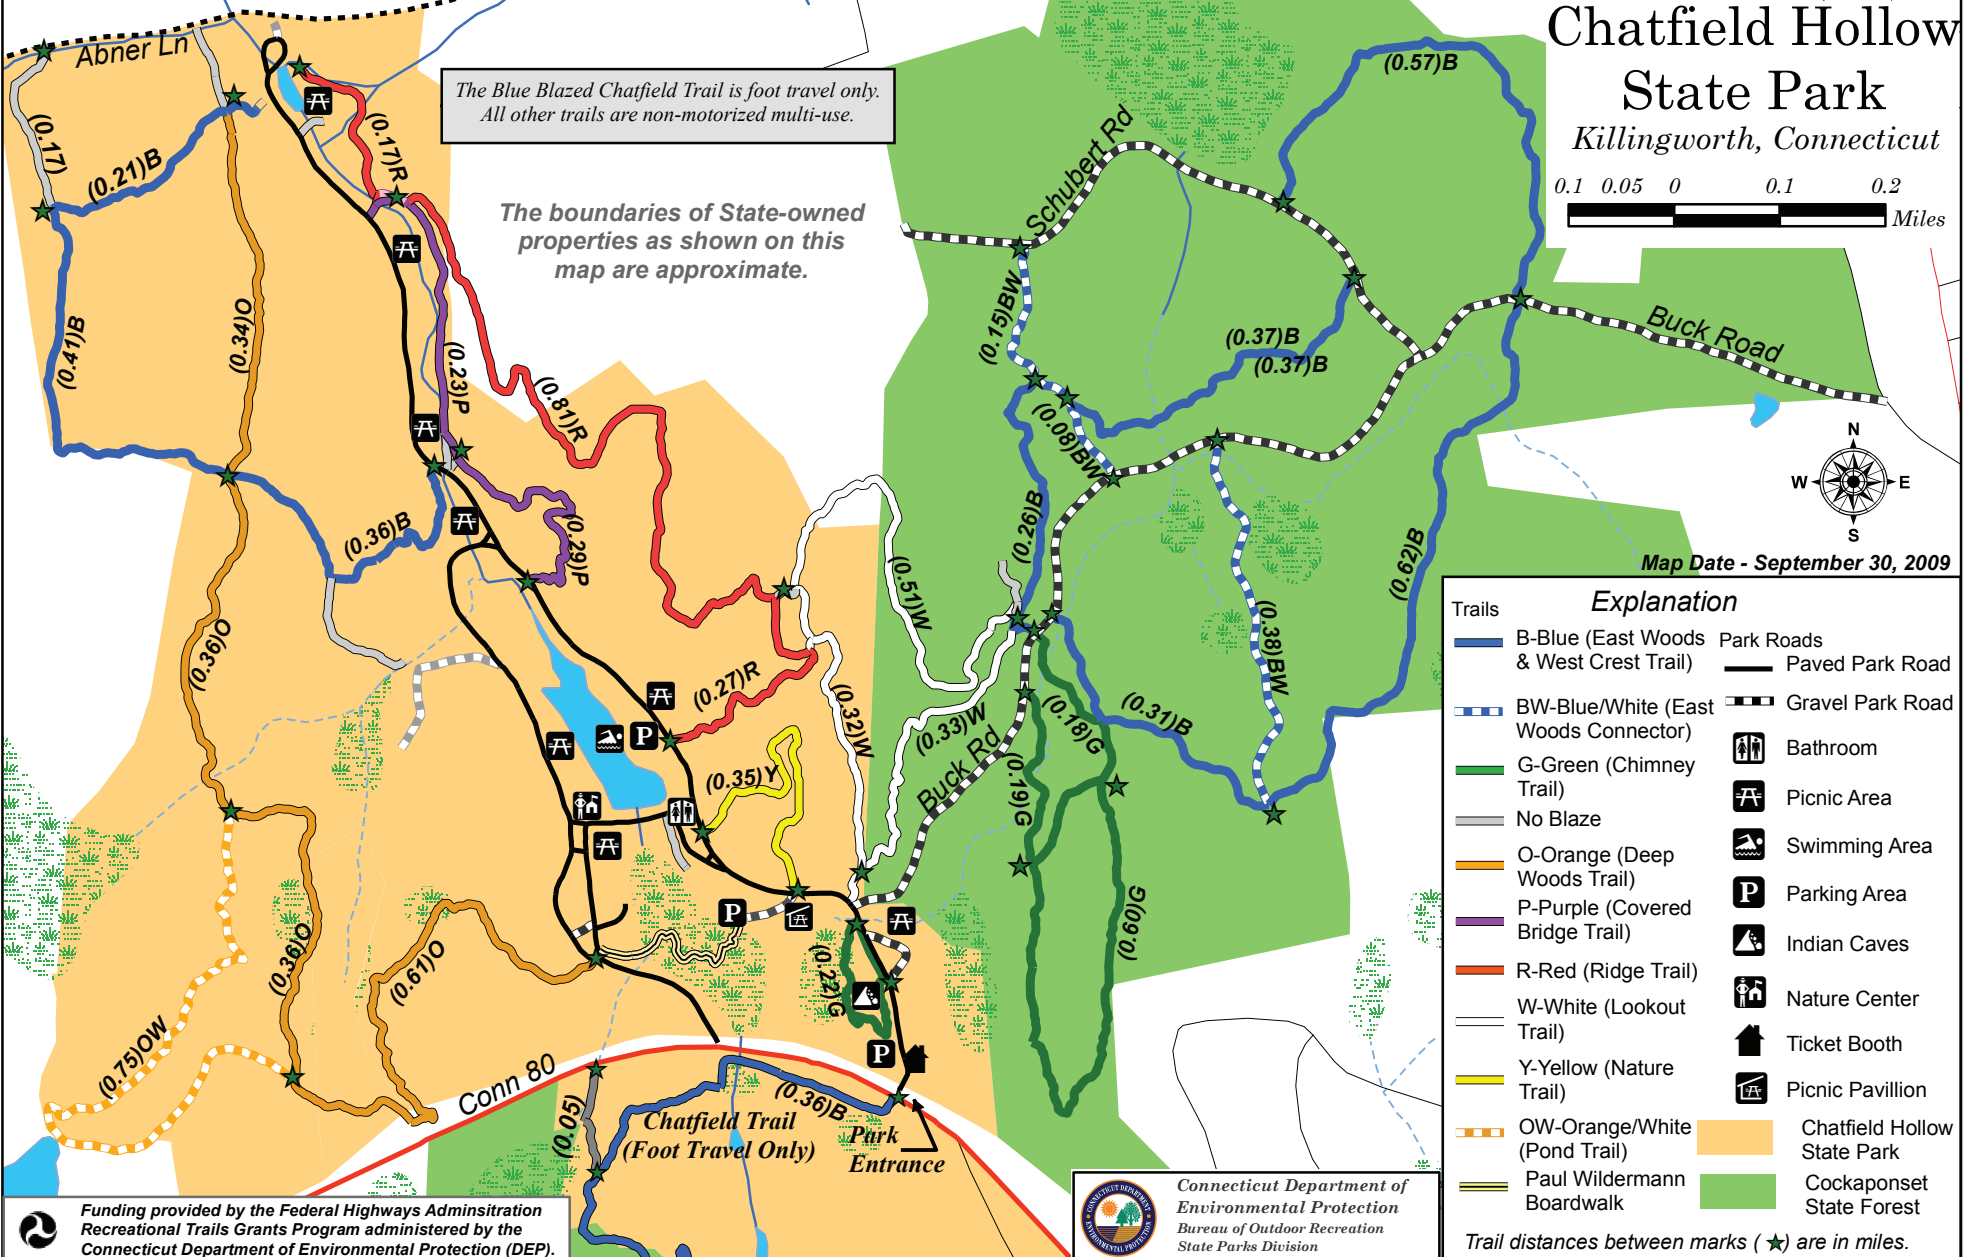 Chatfield Hollow
State Park
Killingworth, Connecticut
0.1 0.05 0 0.1 0.2
Miles
Abner Ln
The Blue Blazed Chatfield Trail is foot travel only.
All other trails are non-motorized multi-use.
The boundaries of State-owned
properties as shown on this
map are approximate.
(0.17)
(0.21)B
(0.17)R
(0.41)B
(0.34)O
(0.23)P
(0.81)R
(0.36)B
(0.29)P
(0.36)O
(0.27)R
(0.35)Y
(0.32)W
(0.51)W
(0.33)W
(0.36)O
(0.61)O
(0.75)OW
(0.22)G
(0.05)
(0.36)B
Conn 80
Chatfield Trail
(Foot Travel Only)
Park
Entrance
P
P
P
Schubert Rd
(0.57)B
(0.15)BW
(0.37)B
(0.37)B
(0.08)BW
(0.26)B
(0.38)BW
(0.62)B
(0.31)B
(0.18)G
(0.19)G
(0.60)G
Buck Rd
Buck Road
N
W E
S
Map Date - September 30, 2009
Explanation
Trails
B-Blue (East Woods
& West Crest Trail)
BW-Blue/White (East
Woods Connector)
G-Green (Chimney
Trail)
No Blaze
O-Orange (Deep
Woods Trail)
P-Purple (Covered
Bridge Trail)
R-Red (Ridge Trail)
W-White (Lookout
Trail)
Y-Yellow (Nature
Trail)
OW-Orange/White
(Pond Trail)
Paul Wildermann
Boardwalk
Park Roads
Paved Park Road
Gravel Park Road
Bathroom
Picnic Area
Swimming Area
P
Parking Area
Indian Caves
Nature Center
Ticket Booth
Picnic Pavillion
Chatfield Hollow
State Park
Cockaponset
State Forest
Trail distances between marks ( ) are in miles.
Funding provided by the Federal Highways Adminsitration
Recreational Trails Grants Program administered by the
Connecticut Department of Environmental Protection (DEP).
CONNECTICUT DEPARTMENT OF
ENVIRONMENTAL PROTECTION
Connecticut Department of
Environmental Protection
Bureau of Outdoor Recreation
State Parks Division